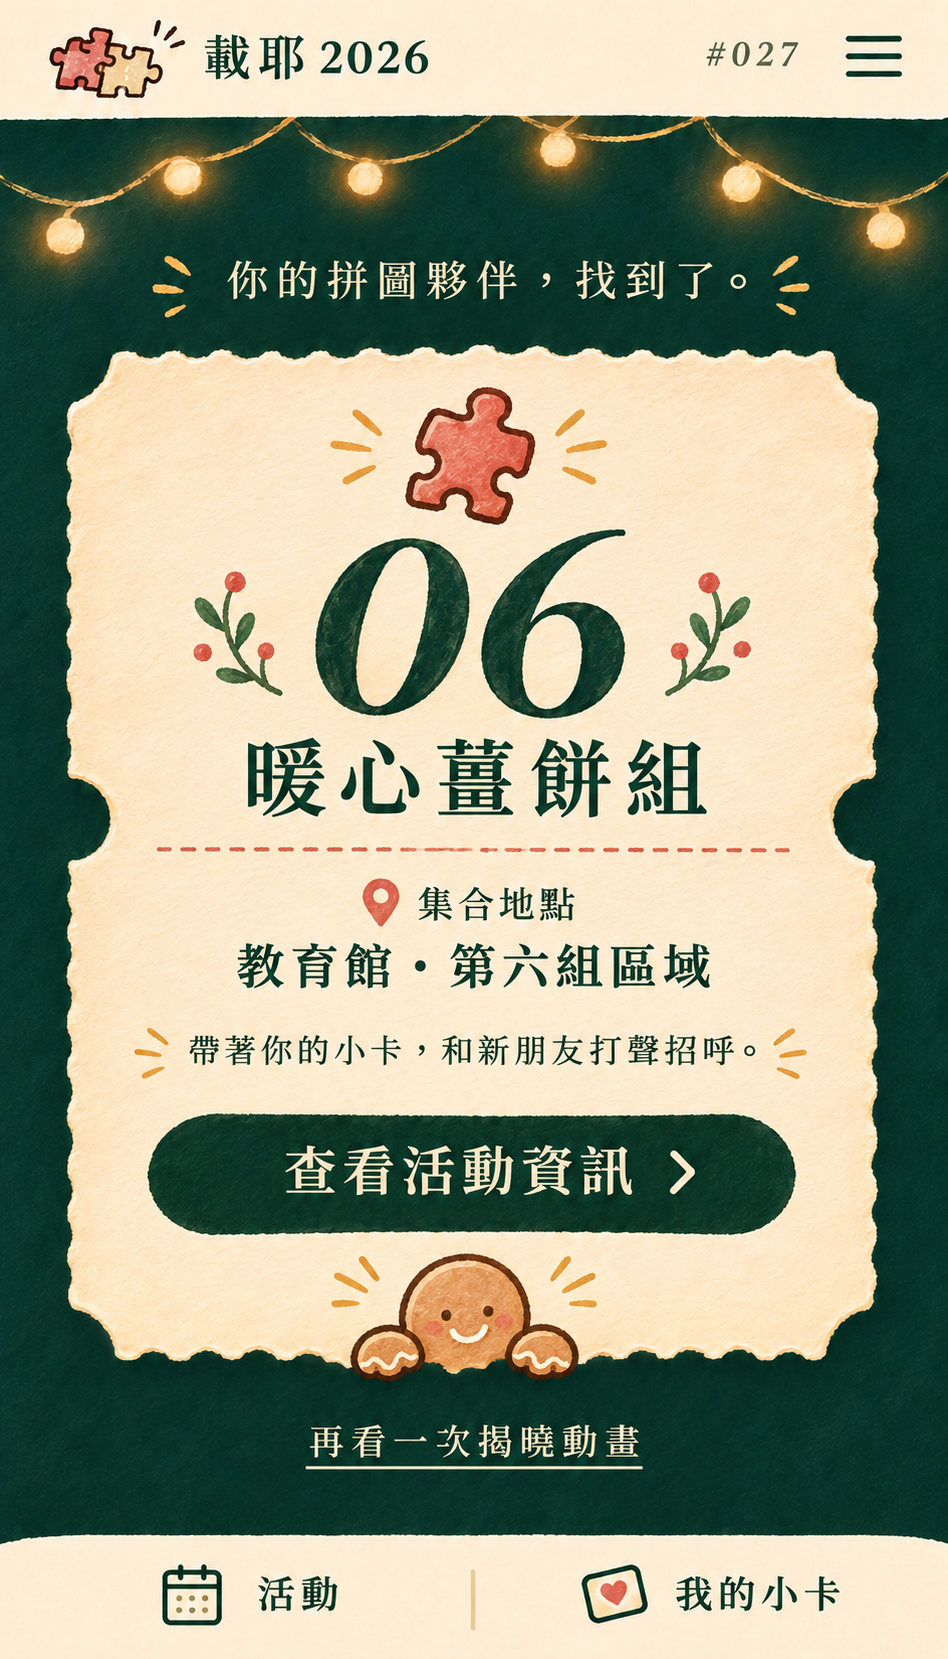 載耶 2026
#027
你的拼圖夥伴，找到了。
06
暖心薑餅組
集合地點
教育館・第六組區域
帶著你的小卡，和新朋友打聲招呼。
查看活動資訊
再看一次揭曉動畫
活動
我的小卡